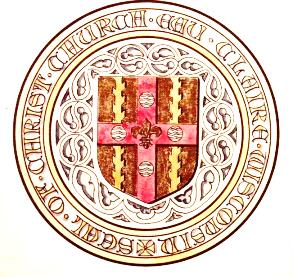 SEAL · OF · CHRIST · CHURCH · EAU · CLAIRE · WISCONSIN